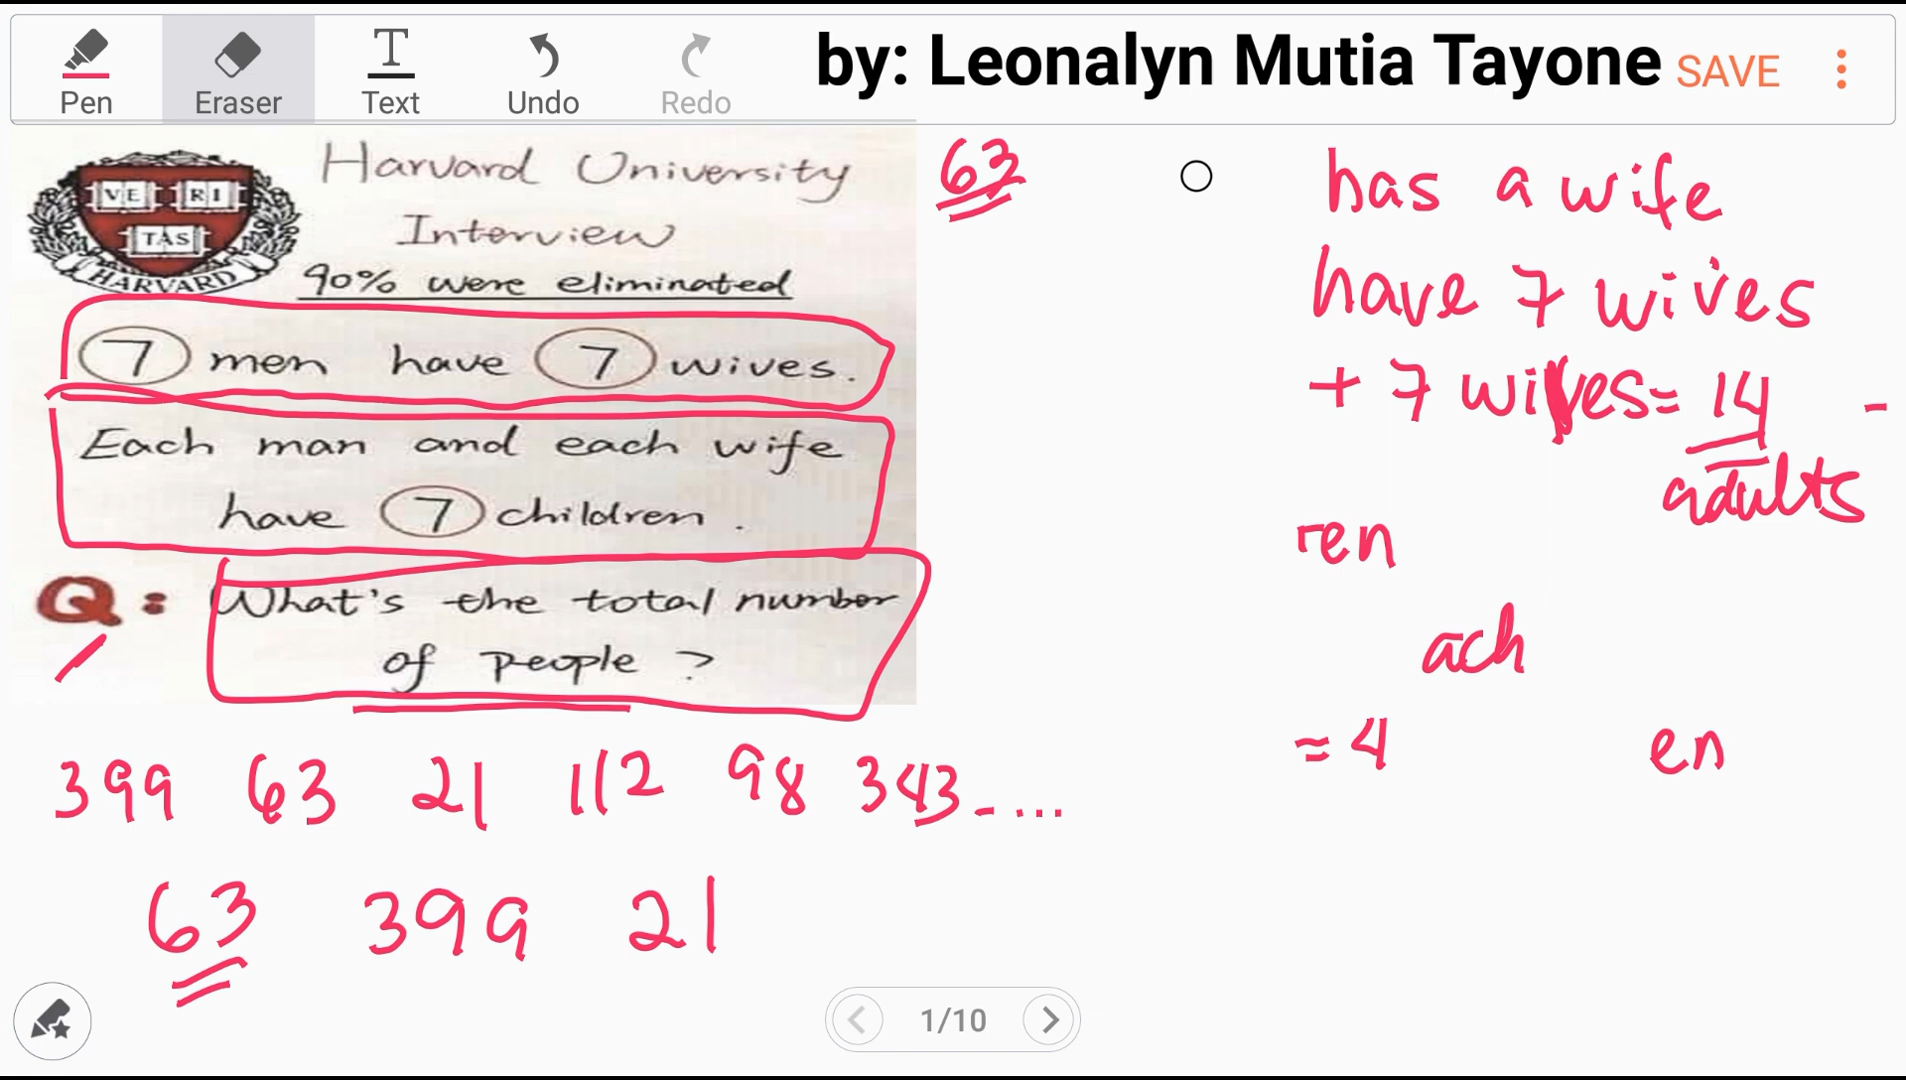 by: Leonalyn Mutia Tayone
SAVE
Pen
Eraser
Text
Undo
Redo
VE RI
TAS
HARVARD
Harvard University
Interview
90% were eliminated
7 men have 7 wives.
Each man and each wife
have 7 children.
Q: What's the total number
of people?
63
has a wife
have 7 wives
+ 7 wives = 14 -
adults
ren
ach
= 4 en
399 63 21 112 98 343 - ...
63 399 21
1/10